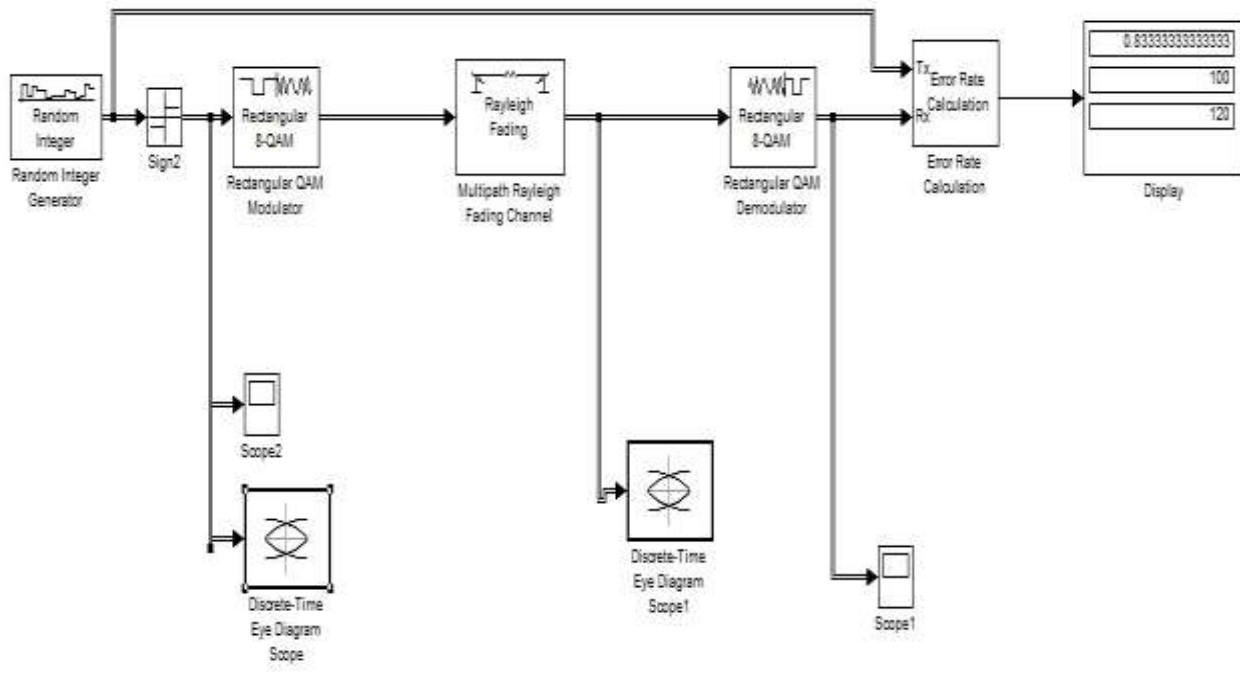 Random
Integer
Random Integer
Generator
Sign2
Rectangular
8-QAM
Rectangular QAM
Modulator
Rayleigh
Fading
Multipath Rayleigh
Fading Channel
Rectangular
8-QAM
Rectangular QAM
Demodulator
Tx
Rx
Error Rate
Calculation
Error Rate
Calculation
0.83333333333333
100
120
Display
Scope2
Discrete-Time
Eye Diagram
Scope
Discrete-Time
Eye Diagram
Scope1
Scope1